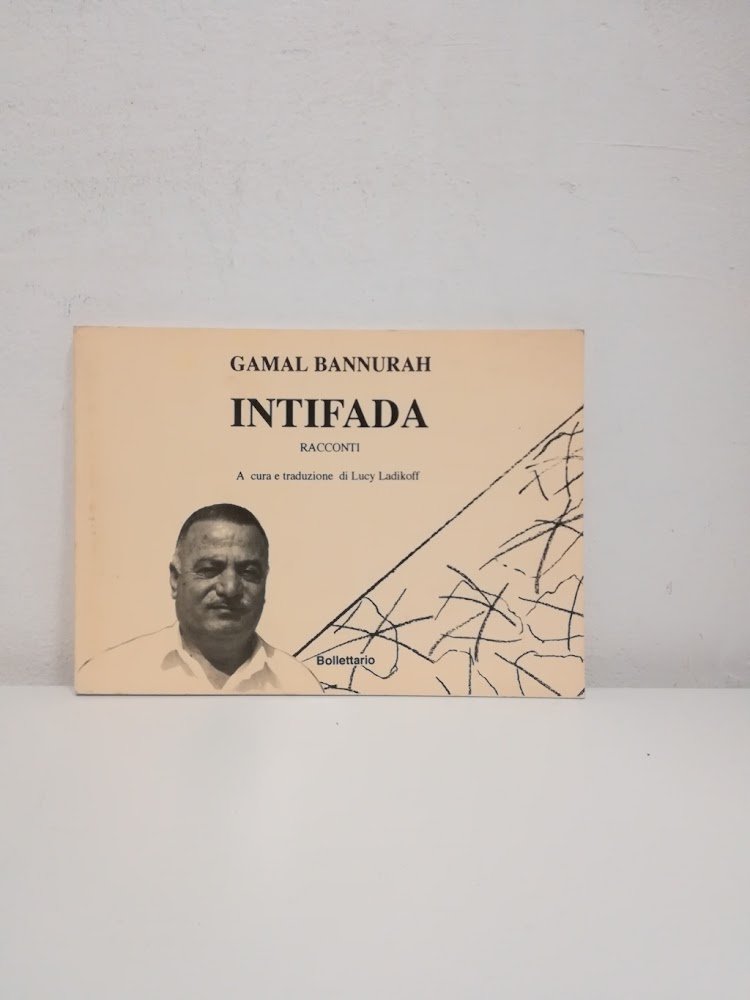 GAMAL BANNURAH
INTIFADA
RACCONTI
A cura e traduzione di Lucy Ladikoff
Bollettario